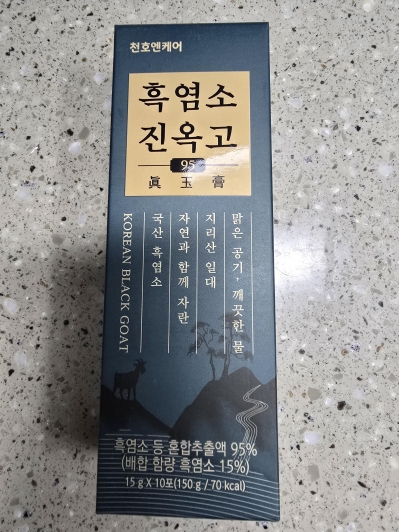 천호엔케어
흑염소
진옥고
95
眞玉膏
맑은 공기, 깨끗한 물
지리산 일대
자연과 함께 자란
국산 흑염소
KOREAN BLACK GOAT
흑염소 등 혼합추출액 95%
(배합 함량 흑염소 15%)
15 g X 10포(150 g / 70 kcal)